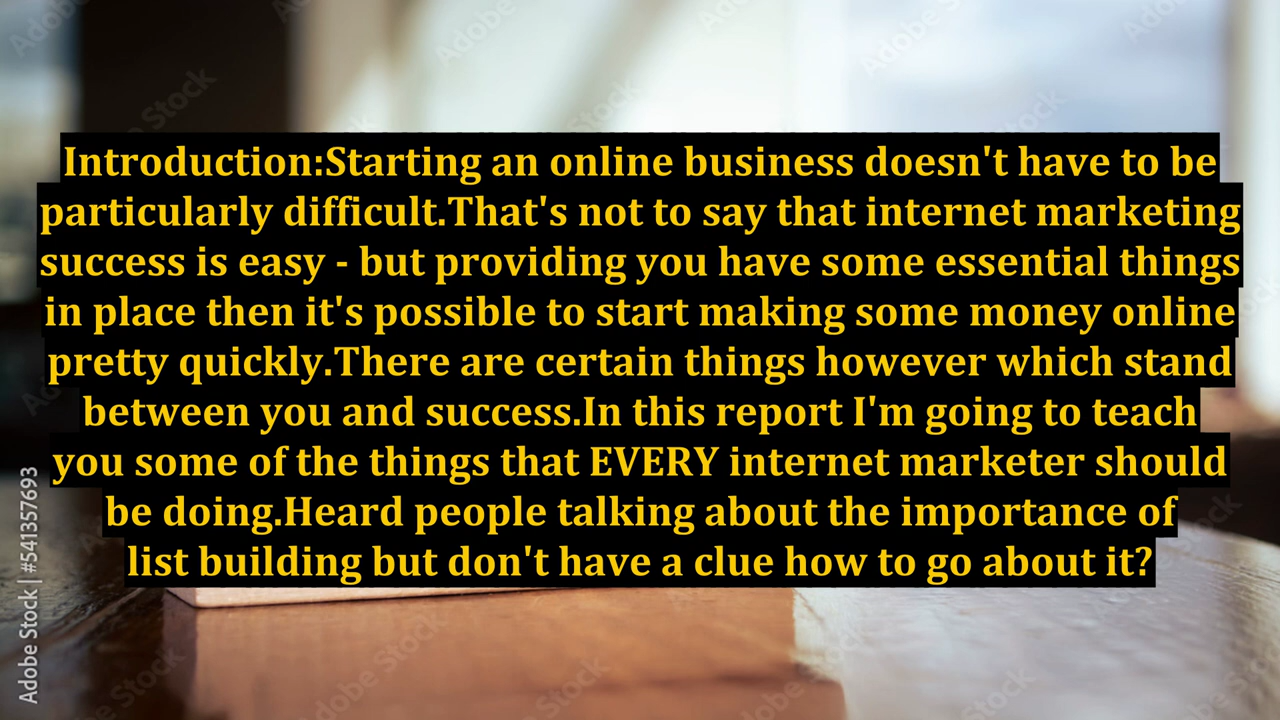 Introduction:Starting an online business doesn't have to be
particularly difficult.That's not to say that internet marketing
success is easy - but providing you have some essential things
in place then it's possible to start making some money online
pretty quickly.There are certain things however which stand
between you and success.In this report I'm going to teach
you some of the things that EVERY internet marketer should
be doing.Heard people talking about the importance of
list building but don't have a clue how to go about it?
Adobe Stock | 541357693